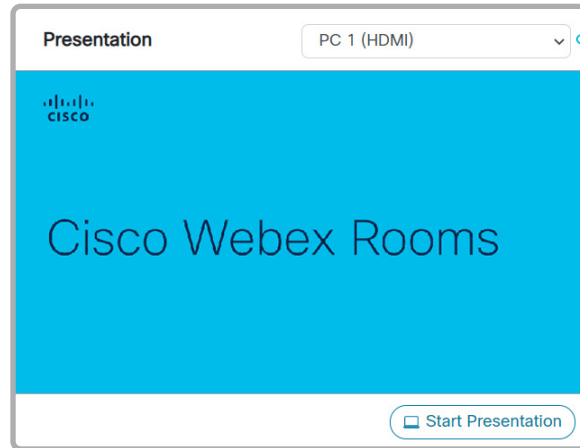 Presentation
PC 1 (HDMI)
CISCO
Cisco Webex Rooms
Start Presentation